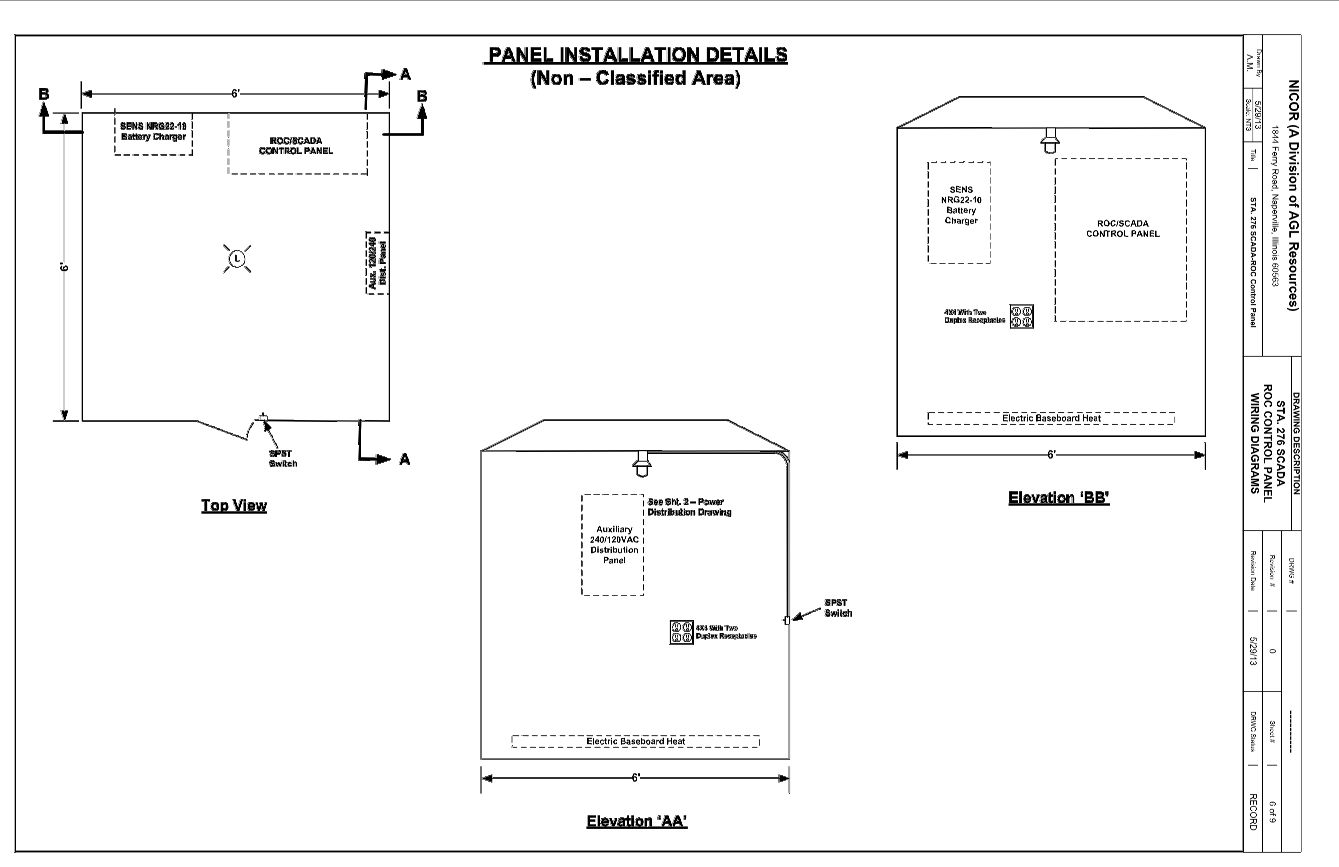 PANEL INSTALLATION DETAILS
(Non – Classified Area)
A
B
B
6'
SENS NRG22-10
Battery Charger
ROC/SCADA
CONTROL PANEL
6'
L
Aux. 120/240
Dist. Panel
SPST
Switch
A
Top View
See Sht. 2 – Power
Distribution Drawing
Auxiliary
240/120VAC
Distribution
Panel
SPST
Switch
4X4 With Two
Duplex Receptacles
Electric Baseboard Heat
6'
Elevation ‘AA’
SENS
NRG22-10
Battery
Charger
ROC/SCADA
CONTROL PANEL
4X4 With Two
Duplex Receptacles
Electric Baseboard Heat
6'
Elevation ‘BB’
NICOR (A Division of AGL Resources)
1844 Ferry Road, Naperville, Illinois 60563
Drawn By
A.M.
5/29/13
Scale: NTS
Title
STA. 276 SCADA-ROC Control Panel
DRAWING DESCRIPTION
STA. 276 SCADA
ROC CONTROL PANEL
WIRING DIAGRAMS
DRWG #
----------
Revision #
0
Sheet #
6 of 9
Revision Date
5/29/13
DRWG Status
RECORD